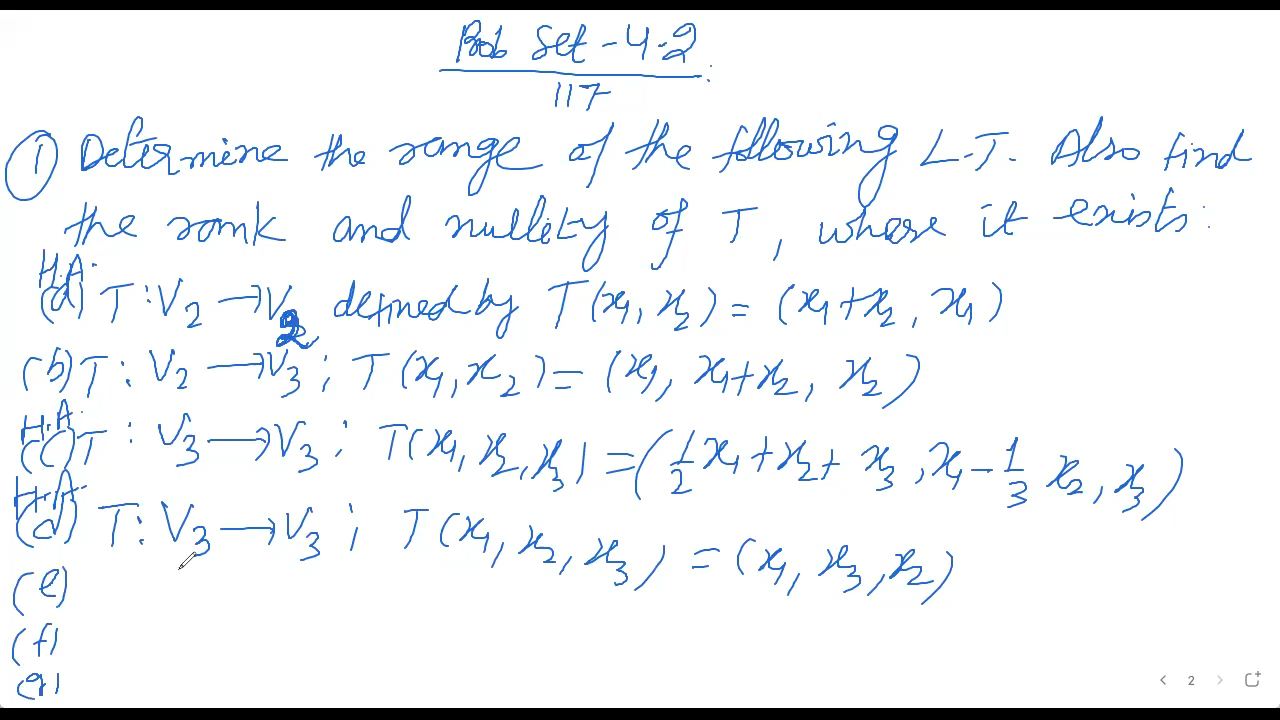 Prob Set - 4.2
117
① Determine the range of the following L.T. Also find
the rank and nullety of T, where it exists.
H.A.
(a) T : V₂ → V₂ defined by T(x₁, x₂) = (x₁+x₂, x₁)
(b) T : V₂ → V₃ ; T(x₁, x₂) = (x₁, x₁+x₂, x₂)
H.A.
(c) T : V₃ → V₃ ; T(x₁, x₂, x₃) = (1/2 x₁ + x₂ + x₃, x₁ - 1/3 x₂, x₃)
H.A.
(d) T : V₃ → V₃ ; T(x₁, x₂, x₃) = (x₁, x₃, x₂)
(e)
(f)
(g)
2